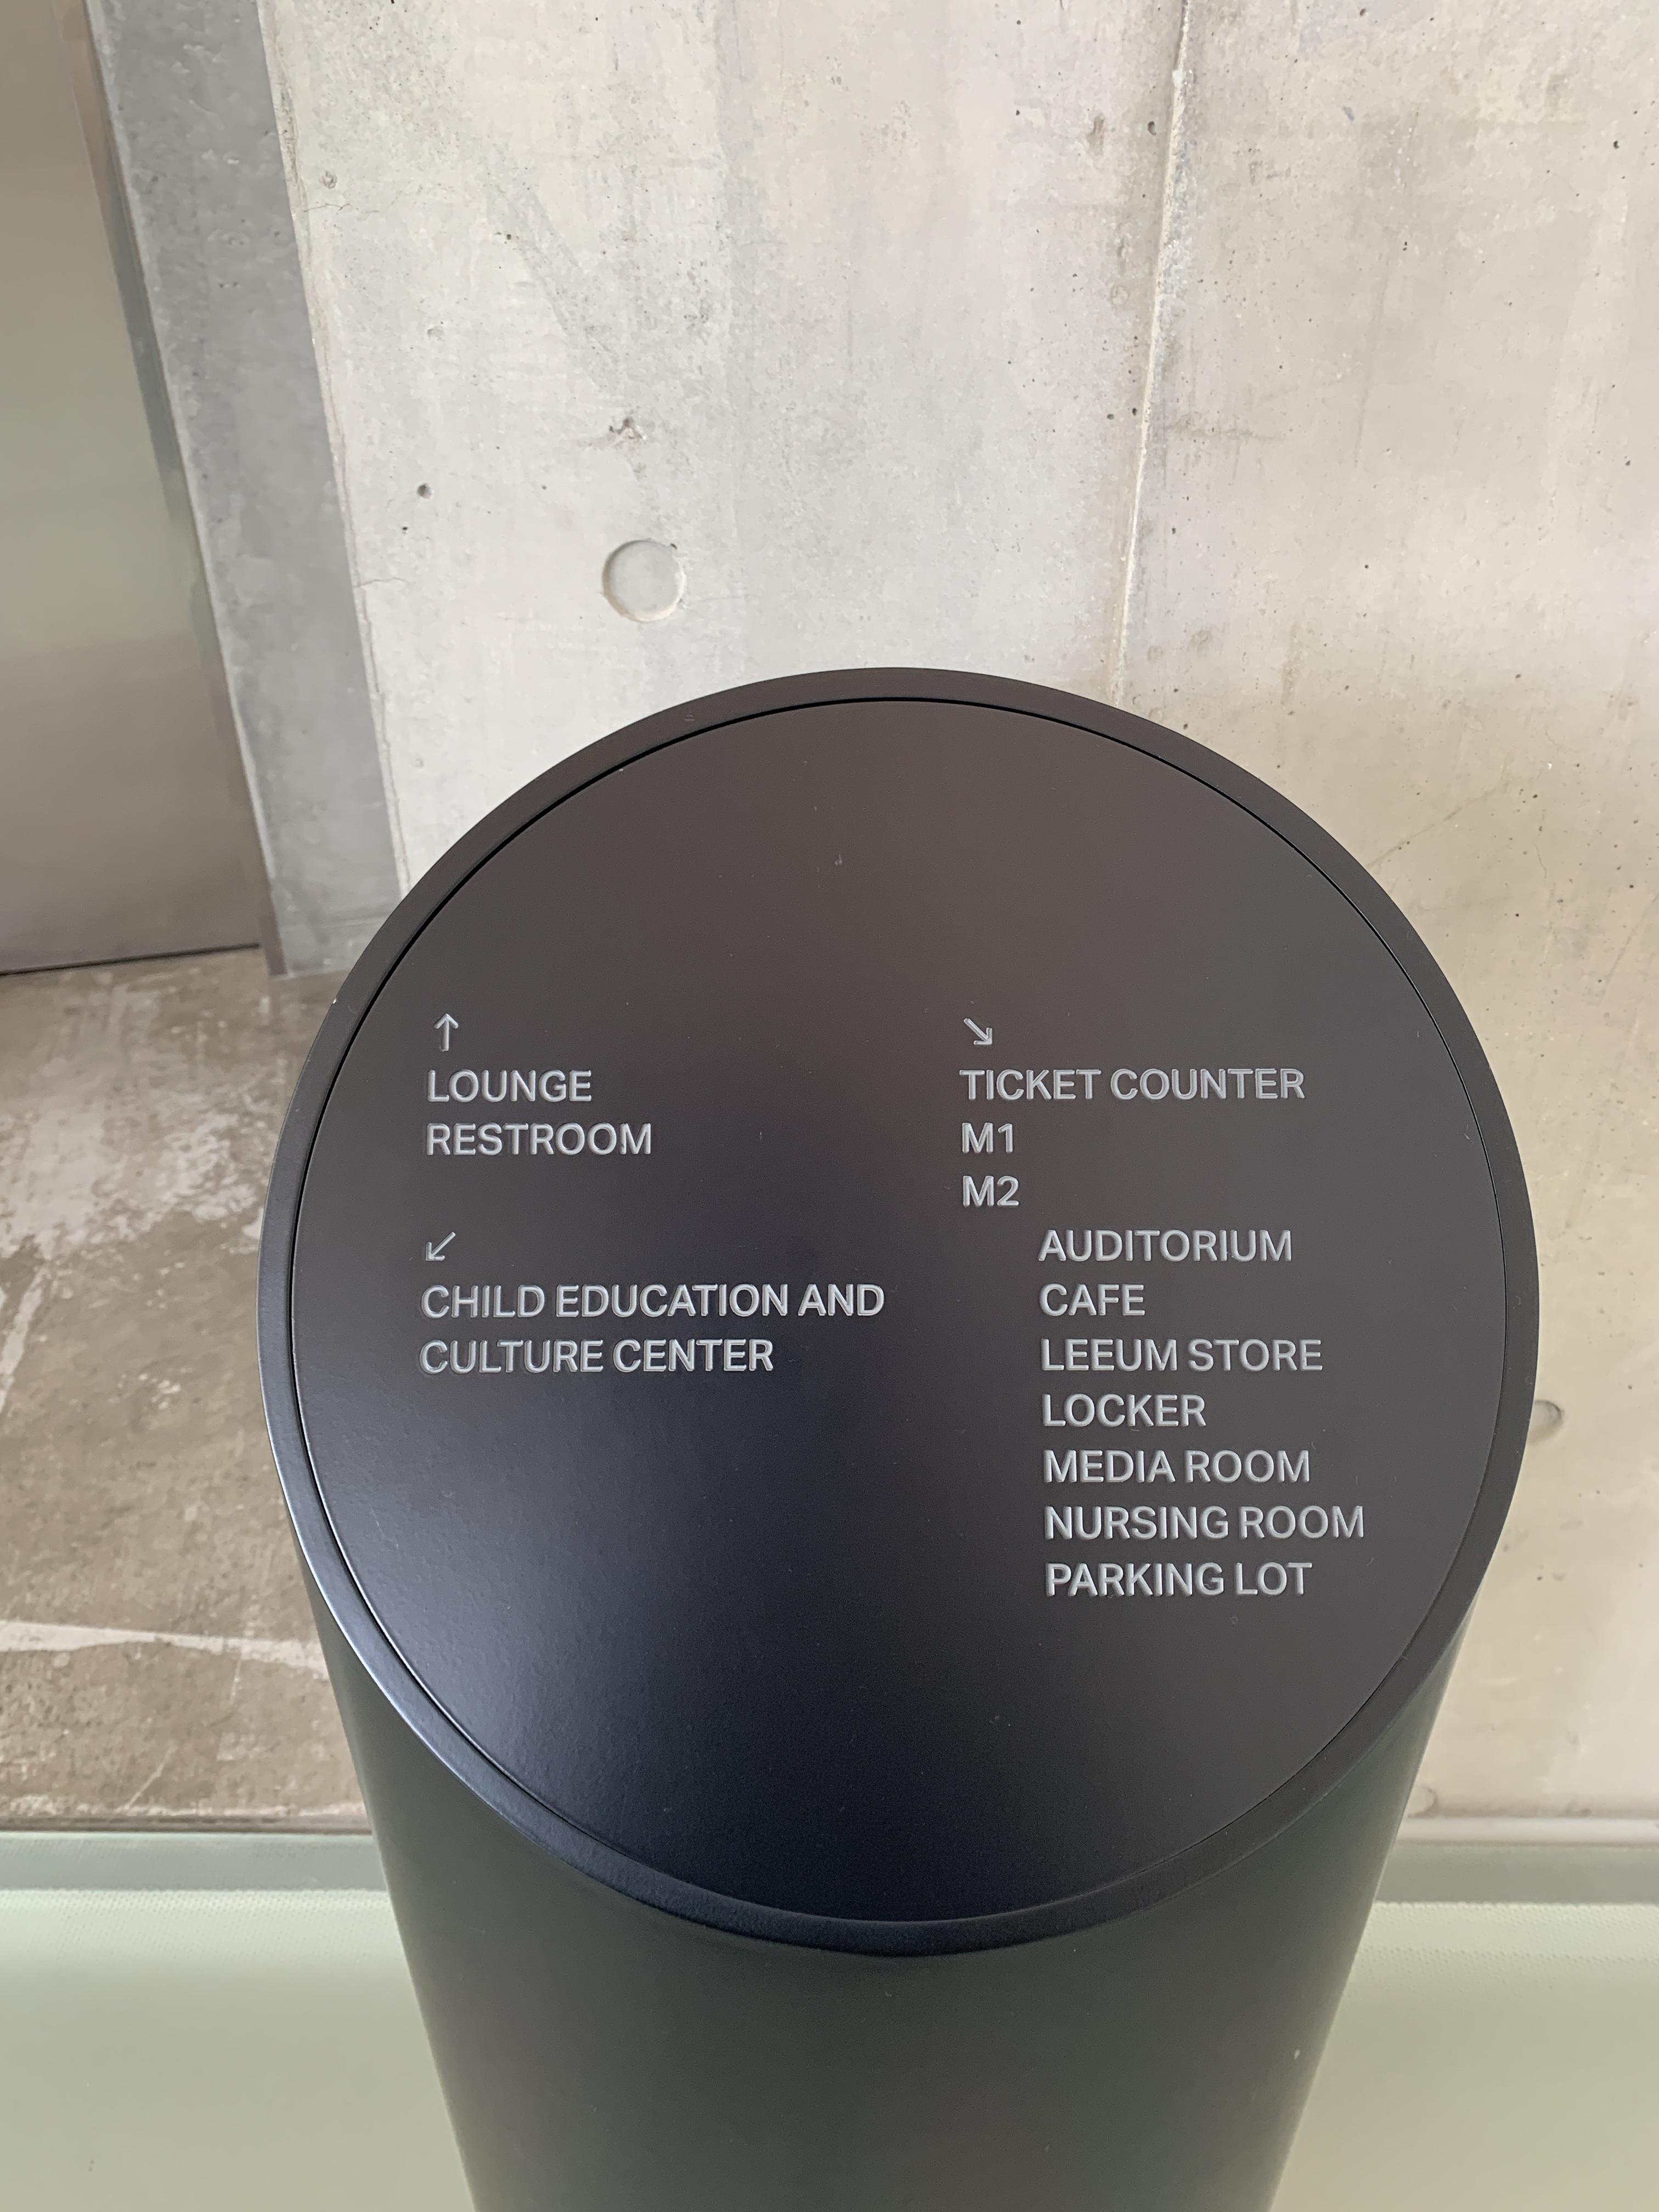 ↑
LOUNGE
RESTROOM
↙
CHILD EDUCATION AND
CULTURE CENTER
↘
TICKET COUNTER
M1
M2
AUDITORIUM
CAFE
LEEUM STORE
LOCKER
MEDIA ROOM
NURSING ROOM
PARKING LOT